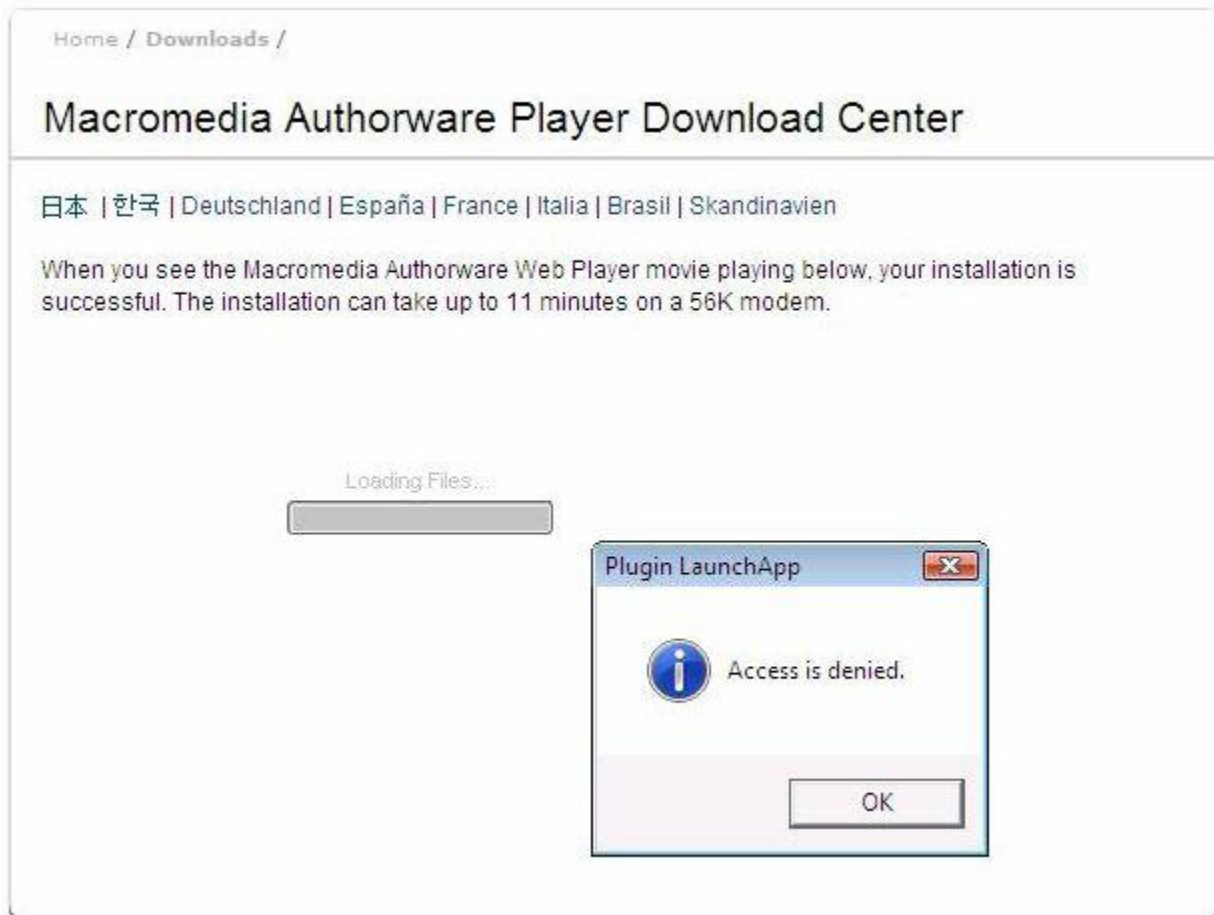 Home / Downloads /
Macromedia Authorware Player Download Center
日本 | 한국 | Deutschland | España | France | Italia | Brasil | Skandinavien
When you see the Macromedia Authorware Web Player movie playing below, your installation is
successful. The installation can take up to 11 minutes on a 56K modem.
Loading Files...
Plugin LaunchApp
Access is denied.
OK